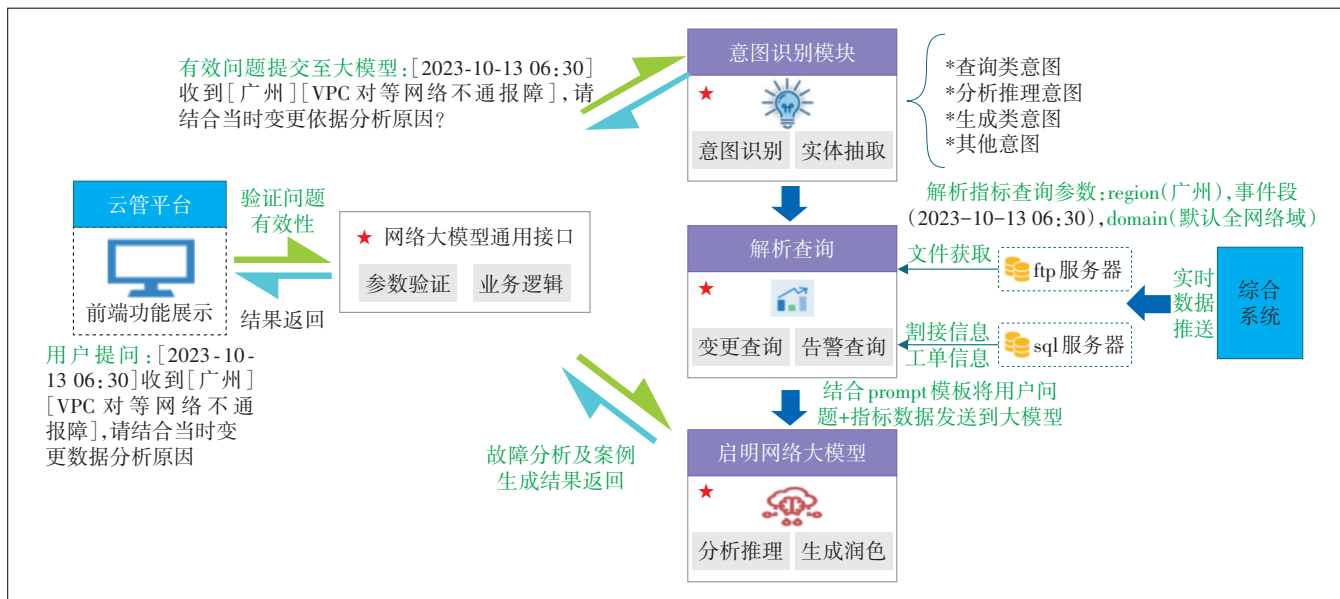 有效问题提交至大模型:[2023-10-13 06:30]
收到[广州][VPC 对等网络不通报障],请
结合当时变更依据分析原因?
意图识别模块
意图识别
实体抽取
*查询类意图
*分析推理意图
*生成类意图
*其他意图
云管平台
前端功能展示
验证问题
有效性
结果返回
网络大模型通用接口
参数验证
业务逻辑
用户提问:[2023-10-
13 06:30]收到[广州]
[VPC 对等网络不通
报障],请结合当时变
更数据分析原因
解析指标查询参数:region(广州),事件段
(2023-10-13 06:30),domain(默认全网络域)
解析查询
变更查询
告警查询
文件获取
ftp服务器
割接信息
工单信息
sql服务器
实时
数据
推送
综合
系统
结合prompt模板将用户问
题+指标数据发送到大模型
故障分析及案例
生成结果返回
启明网络大模型
分析推理
生成润色